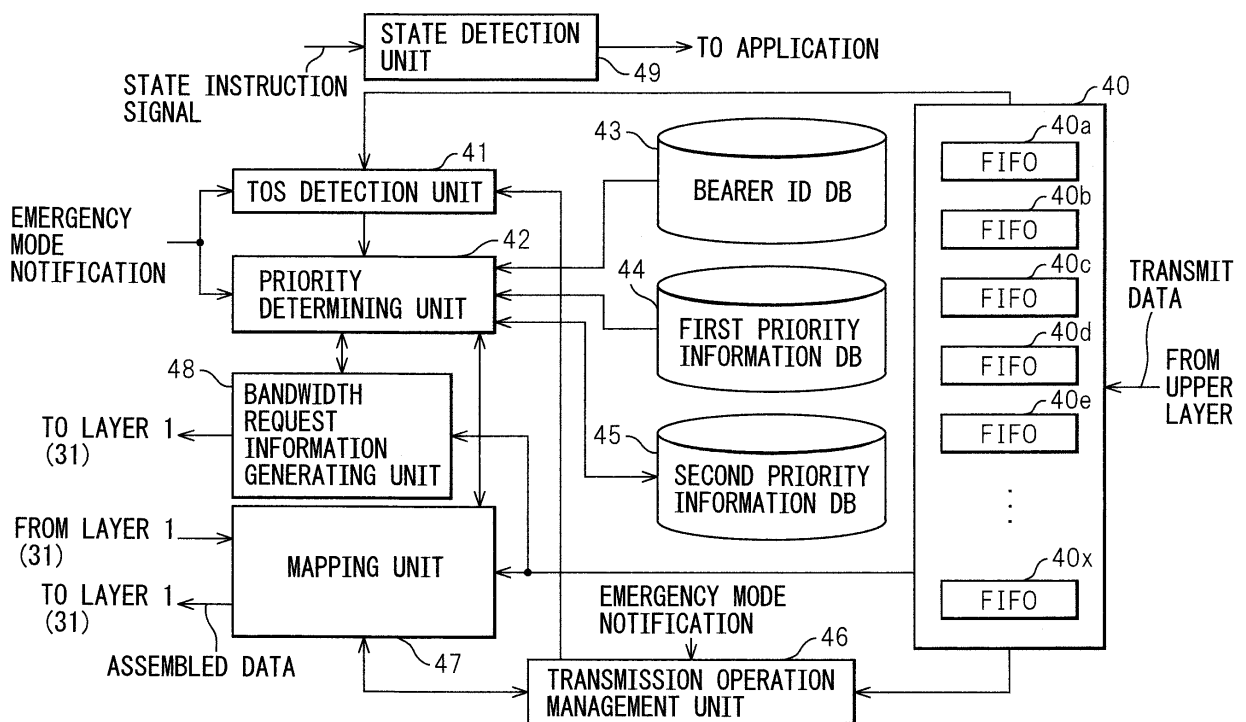 STATE DETECTION
UNIT
49
TO APPLICATION
STATE INSTRUCTION
SIGNAL
40
41
TOS DETECTION UNIT
EMERGENCY
MODE
NOTIFICATION
42
PRIORITY
DETERMINING UNIT
43
BEARER ID DB
44
FIRST PRIORITY
INFORMATION DB
45
SECOND PRIORITY
INFORMATION DB
40a
FIFO
40b
FIFO
40c
FIFO
40d
FIFO
40e
FIFO
40x
FIFO
TRANSMIT
DATA
FROM
UPPER
LAYER
48
BANDWIDTH
REQUEST
INFORMATION
GENERATING UNIT
TO LAYER 1
(31)
FROM LAYER 1
(31)
MAPPING UNIT
TO LAYER 1
(31)
ASSEMBLED DATA
47
EMERGENCY MODE
NOTIFICATION
46
TRANSMISSION OPERATION
MANAGEMENT UNIT